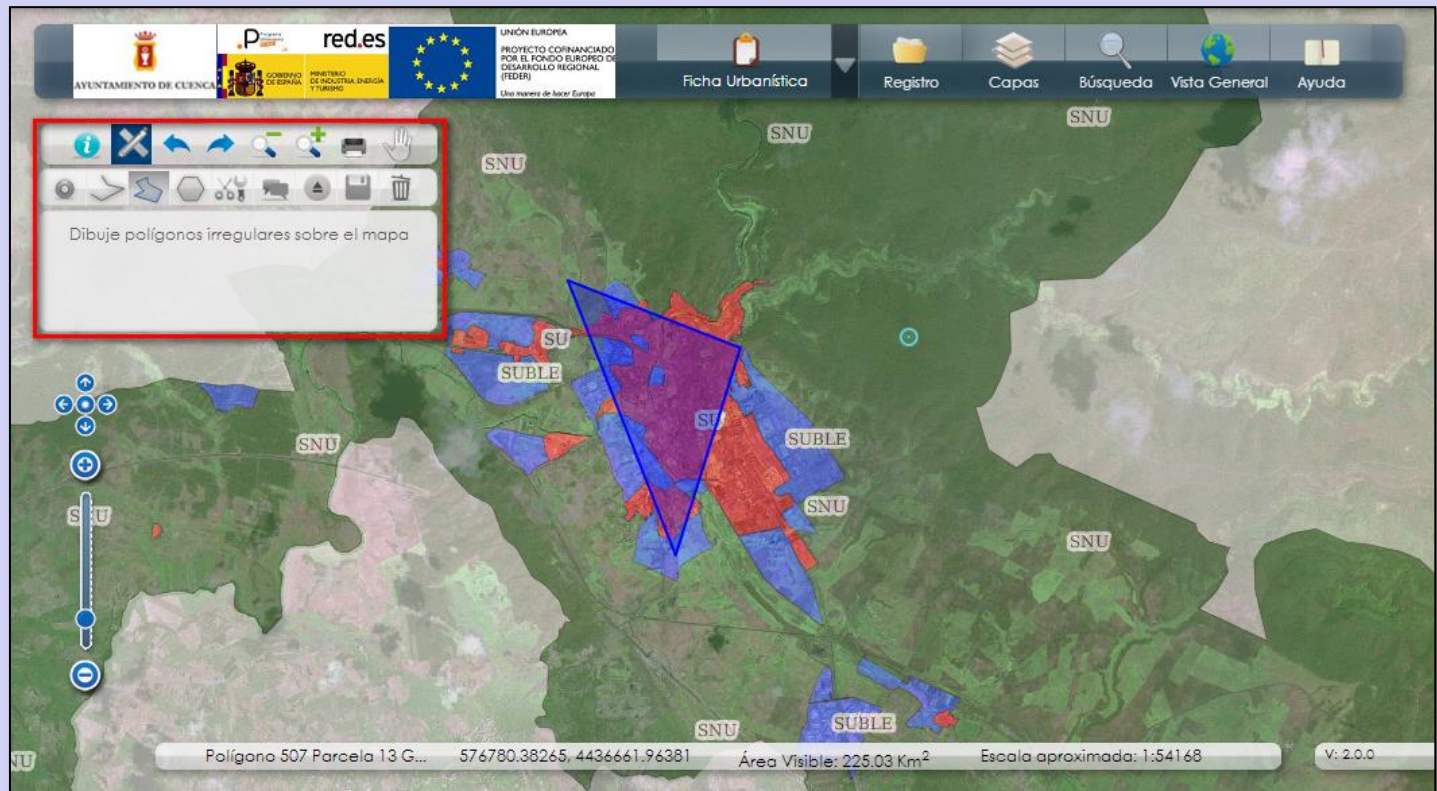 AYUNTAMIENTO DE CUENCA
red.es
GOBIERNO DE ESPAÑA
MINISTERIO DE INDUSTRIA, ENERGÍA Y TURISMO
UNIÓN EUROPEA
PROYECTO COFINANCIADO
POR EL FONDO EUROPEO DE
DESARROLLO REGIONAL
(FEDER)
Una manera de hacer Europa
Ficha Urbanística
Registro
Capas
Búsqueda
Vista General
Ayuda
Dibuje polígonos irregulares sobre el mapa
SNU
SNU
SNU
SU
SUBLE
SU
SUBLE
SNU
SNU
SNU
SNU
SNU
SUBLE
NU
Polígono 507 Parcela 13 G...
576780.38265, 4436661.96381
Área Visible: 225.03 Km²
Escala aproximada: 1:54168
V: 2.0.0